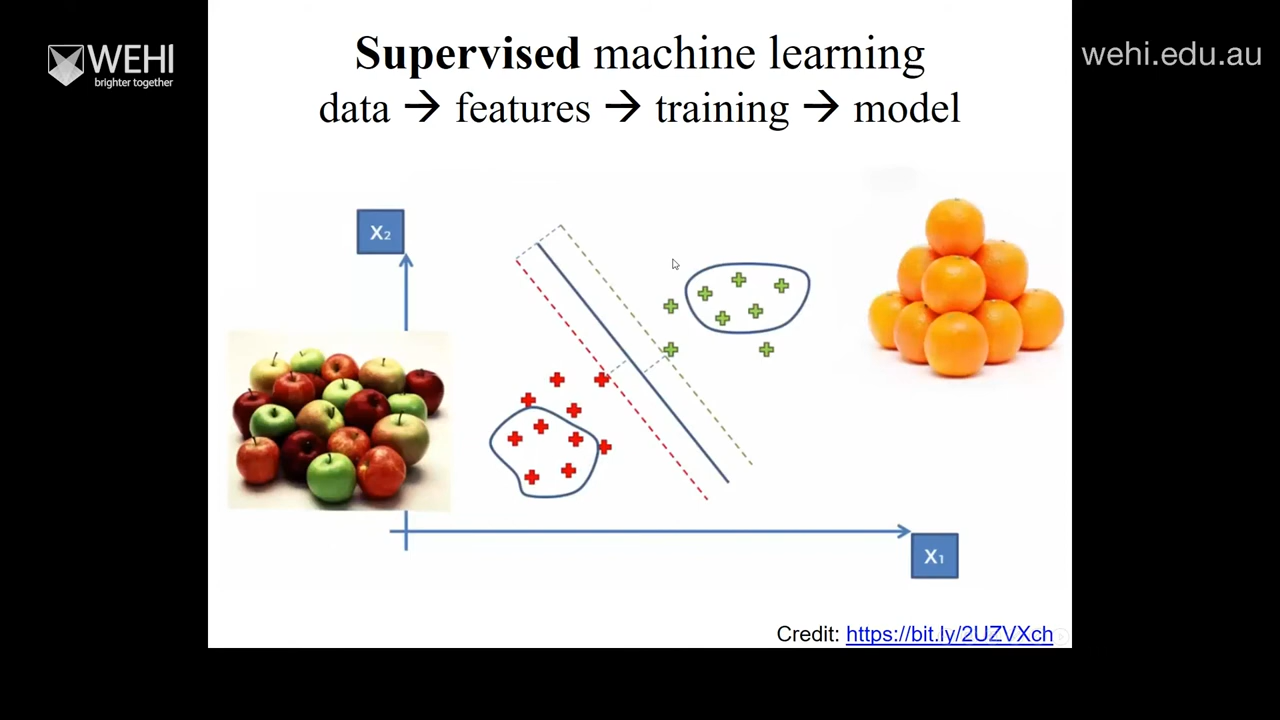 WEHI
brighter together
wehi.edu.au
Supervised machine learning
data → features → training → model
X₂
X₁
Credit: https://bit.ly/2UZVXch